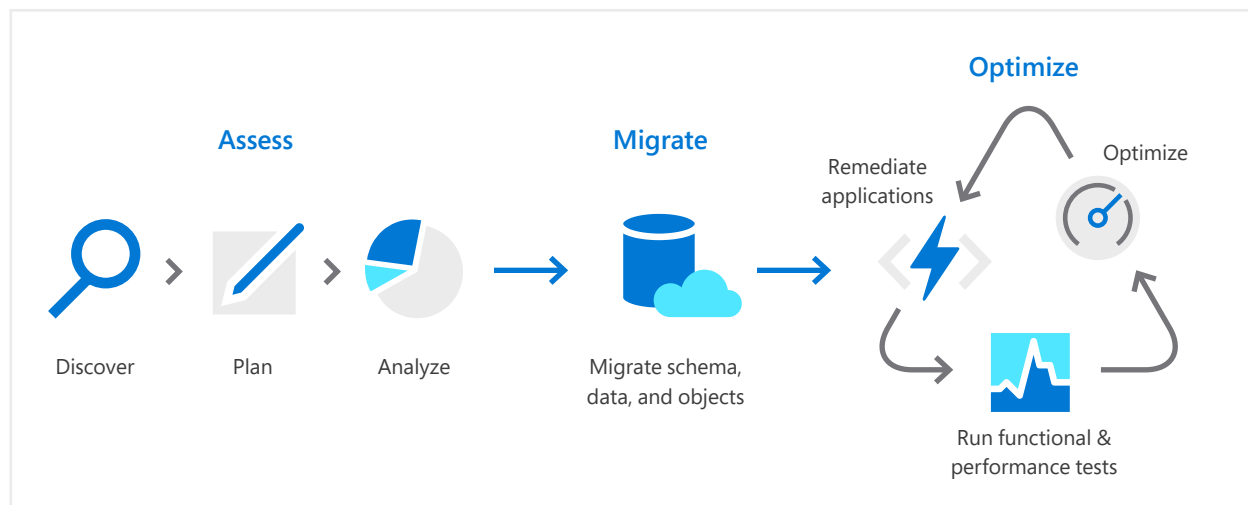 Assess
Discover
Plan
Analyze
Migrate
Migrate schema,
data, and objects
Optimize
Remediate
applications
Optimize
Run functional &
performance tests